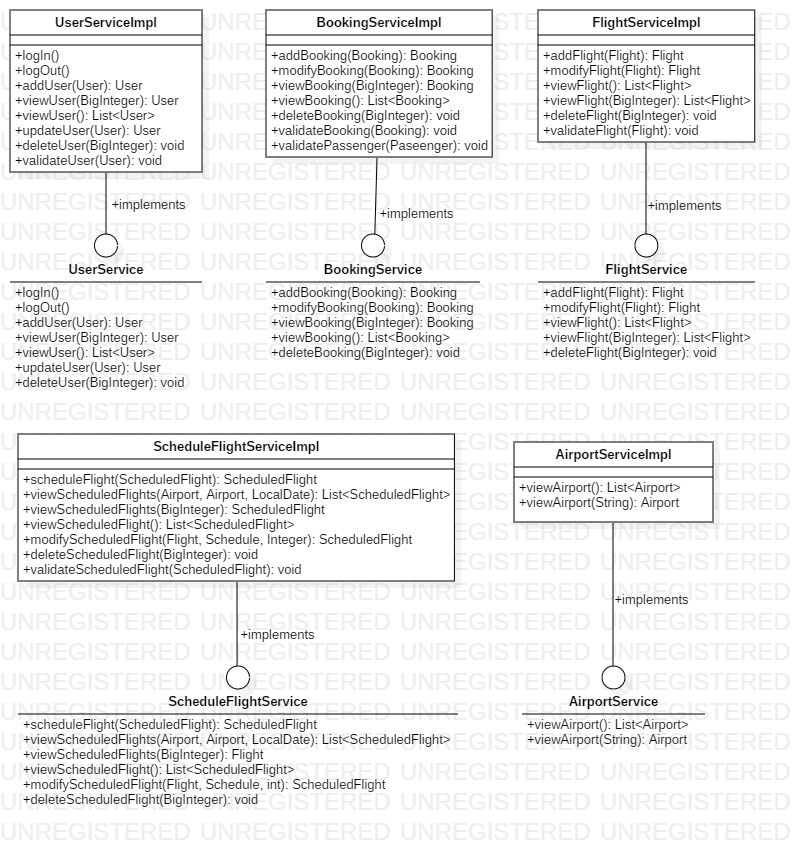 UserServiceImpl
+logIn()
+logOut()
+addUser(User): User
+viewUser(BigInteger): User
+viewUser(): List<User>
+updateUser(User): User
+deleteUser(BigInteger): void
+validateUser(User): void
+implements
UserService
+logIn()
+logOut()
+addUser(User): User
+viewUser(BigInteger): User
+viewUser(): List<User>
+updateUser(User): User
+deleteUser(BigInteger): void
BookingServiceImpl
+addBooking(Booking): Booking
+modifyBooking(Booking): Booking
+viewBooking(BigInteger): Booking
+viewBooking(): List<Booking>
+deleteBooking(BigInteger): void
+validateBooking(Booking): void
+validatePassenger(Paseenger): void
+implements
BookingService
+addBooking(Booking): Booking
+modifyBooking(Booking): Booking
+viewBooking(BigInteger): Booking
+viewBooking(): List<Booking>
+deleteBooking(BigInteger): void
FlightServiceImpl
+addFlight(Flight): Flight
+modifyFlight(Flight): Flight
+viewFlight(): List<Flight>
+viewFlight(BigInteger): List<Flight>
+deleteFlight(BigInteger): void
+validateFlight(Flight): void
+implements
FlightService
+addFlight(Flight): Flight
+modifyFlight(Flight): Flight
+viewFlight(): List<Flight>
+viewFlight(BigInteger): List<Flight>
+deleteFlight(BigInteger): void
ScheduleFlightServiceImpl
+scheduleFlight(ScheduledFlight): ScheduledFlight
+viewScheduledFlights(Airport, Airport, LocalDate): List<ScheduledFlight>
+viewScheduledFlights(BigInteger): ScheduledFlight
+viewScheduledFlight(): List<ScheduledFlight>
+modifyScheduledFlight(Flight, Schedule, Integer): ScheduledFlight
+deleteScheduledFlight(BigInteger): void
+validateScheduledFlight(ScheduledFlight): void
+implements
ScheduleFlightService
+scheduleFlight(ScheduledFlight): ScheduledFlight
+viewScheduledFlights(Airport, Airport, LocalDate): List<ScheduledFlight>
+viewScheduledFlights(BigInteger): Flight
+viewScheduledFlight(): List<ScheduledFlight>
+modifyScheduledFlight(Flight, Schedule, int): ScheduledFlight
+deleteScheduledFlight(BigInteger): void
AirportServiceImpl
+viewAirport(): List<Airport>
+viewAirport(String): Airport
+implements
AirportService
+viewAirport(): List<Airport>
+viewAirport(String): Airport
UNREGISTERED UNREGISTERED UNREGISTERED UNREGISTERED